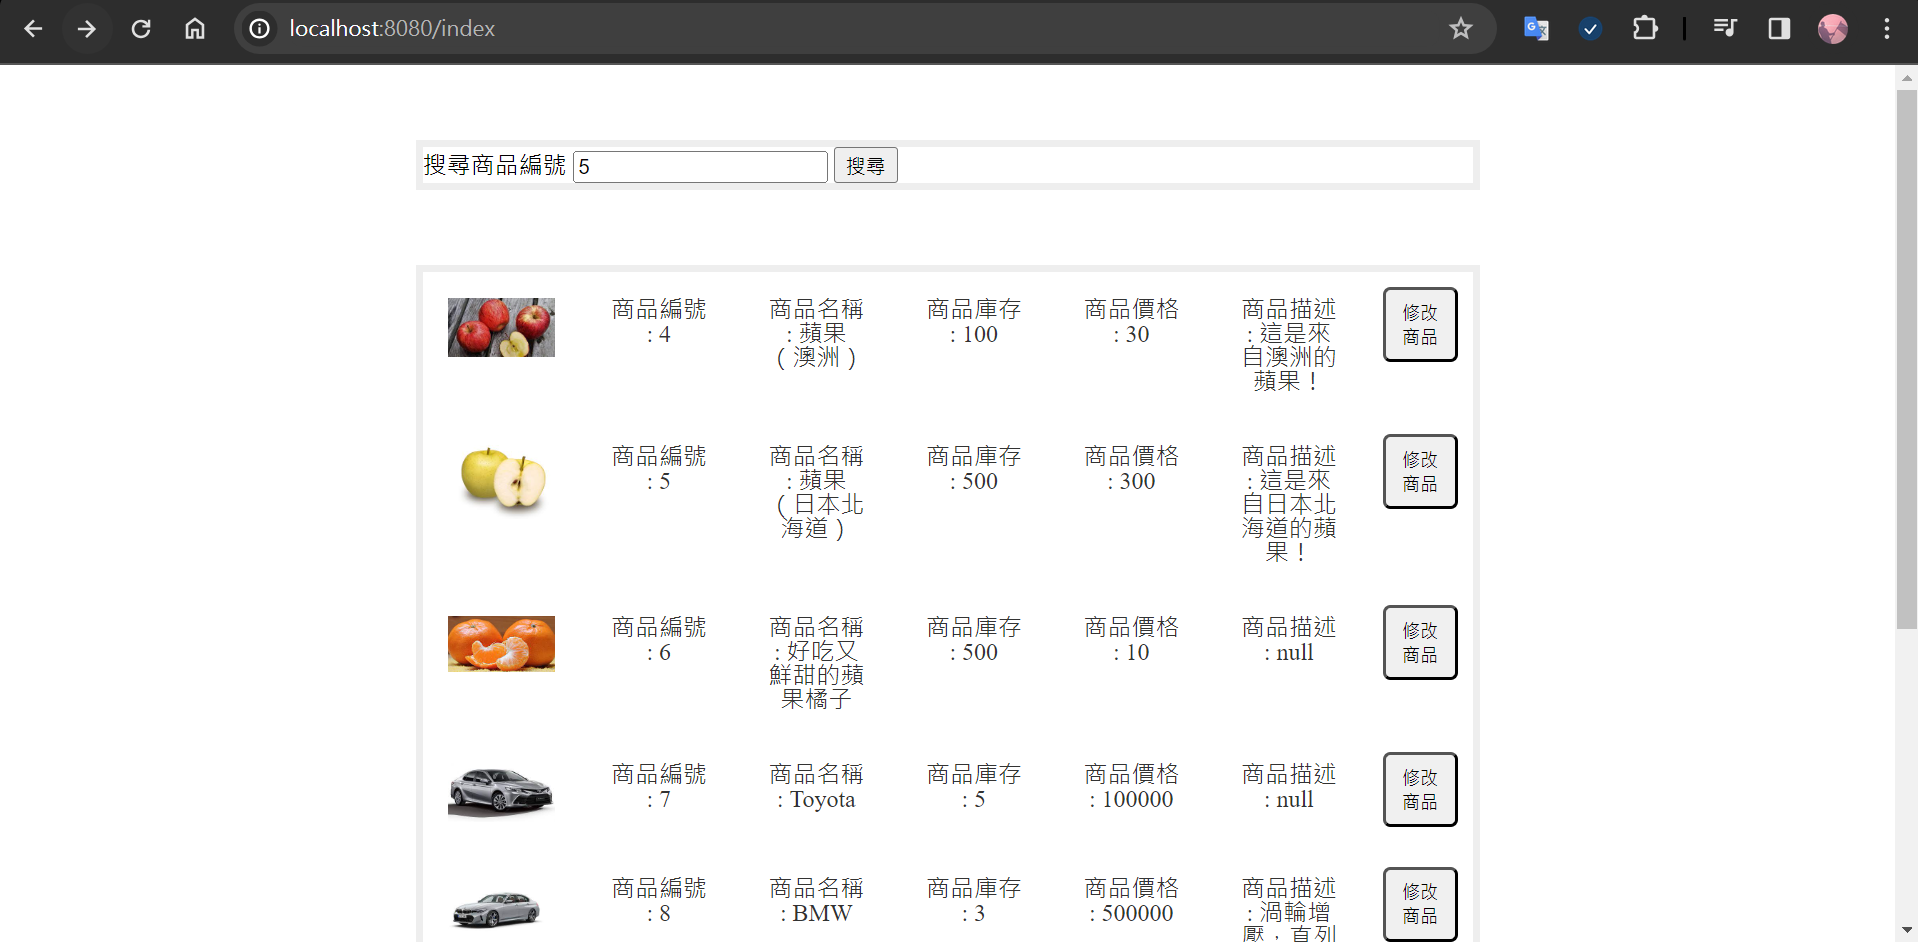 localhost:8080/index
搜尋商品編號 5 搜尋
商品編號
: 4
商品名稱
: 蘋果
（澳洲）
商品庫存
: 100
商品價格
: 30
商品描述
: 這是來
自澳洲的
蘋果！
修改
商品
商品編號
: 5
商品名稱
: 蘋果
（日本北
海道）
商品庫存
: 500
商品價格
: 300
商品描述
: 這是來
自日本北
海道的蘋
果！
修改
商品
商品編號
: 6
商品名稱
: 好吃又
鮮甜的蘋
果橘子
商品庫存
: 500
商品價格
: 10
商品描述
: null
修改
商品
商品編號
: 7
商品名稱
: Toyota
商品庫存
: 5
商品價格
: 100000
商品描述
: null
修改
商品
商品編號
: 8
商品名稱
: BMW
商品庫存
: 3
商品價格
: 500000
商品描述
: 渦輪增
壓，直列
修改
商品